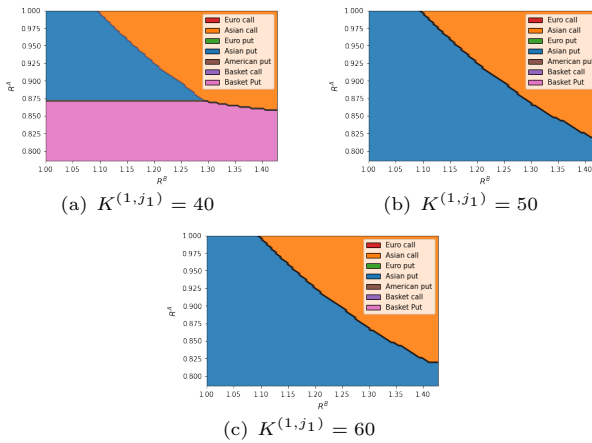 1.000
0.975
0.950
0.925
0.900
0.875
0.850
0.825
0.800
R^A
1.00 1.05 1.10 1.15 1.20 1.25 1.30 1.35 1.40
R^B
Euro call
Asian call
Euro put
Asian put
American put
Basket call
Basket Put
(a) K^{(1,j_1)} = 40
1.000
0.975
0.950
0.925
0.900
0.875
0.850
0.825
0.800
R^A
1.00 1.05 1.10 1.15 1.20 1.25 1.30 1.35 1.40
R^B
Euro call
Asian call
Euro put
Asian put
American put
Basket call
Basket Put
(b) K^{(1,j_1)} = 50
1.000
0.975
0.950
0.925
0.900
0.875
0.850
0.825
0.800
R^A
1.00 1.05 1.10 1.15 1.20 1.25 1.30 1.35 1.40
R^B
Euro call
Asian call
Euro put
Asian put
American put
Basket call
Basket Put
(c) K^{(1,j_1)} = 60